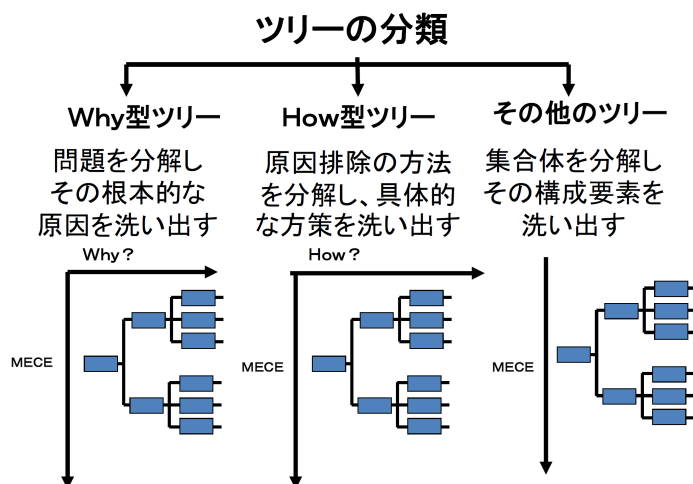 ツリーの分類
Why型ツリー
問題を分解し
その根本的な
原因を洗い出す
Why？
MECE
How型ツリー
原因排除の方法
を分解し、具体的
な方策を洗い出す
How？
MECE
その他のツリー
集合体を分解し
その構成要素を
洗い出す
MECE